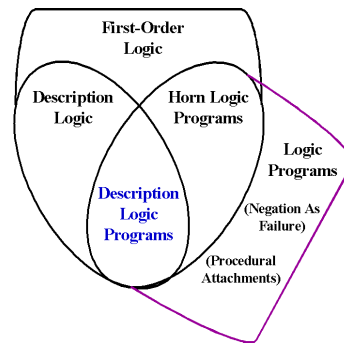 First-Order
Logic
Description
Logic
Horn Logic
Programs
Description
Logic
Programs
Logic
Programs
(Negation As
Failure)
(Procedural
Attachments)